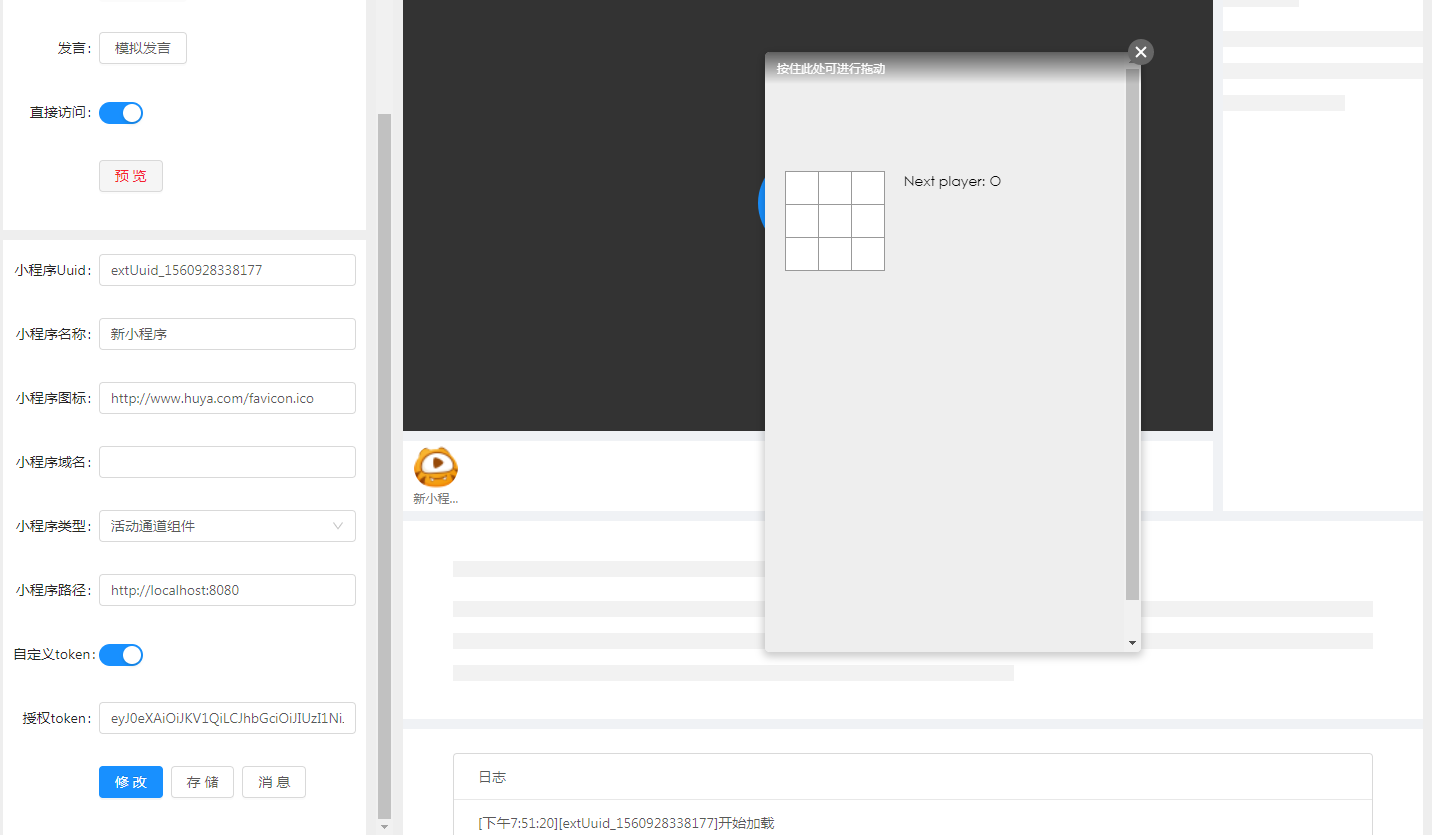 发言：
模拟发言
直接访问：
预 览
小程序Uuid：
extUuid_1560928338177
小程序名称：
新小程序
小程序图标：
http://www.huya.com/favicon.ico
小程序域名：
小程序类型：
活动通道组件
小程序路径：
http://localhost:8080
自定义token：
授权token：
eyJ0eXAiOiJKV1QiLCJhbGciOiJIUzI1Ni.
修 改
存 储
消 息
按住此处可进行拖动
Next player: O
新小程...
日志
[下午7:51:20][extUuid_1560928338177]开始加载